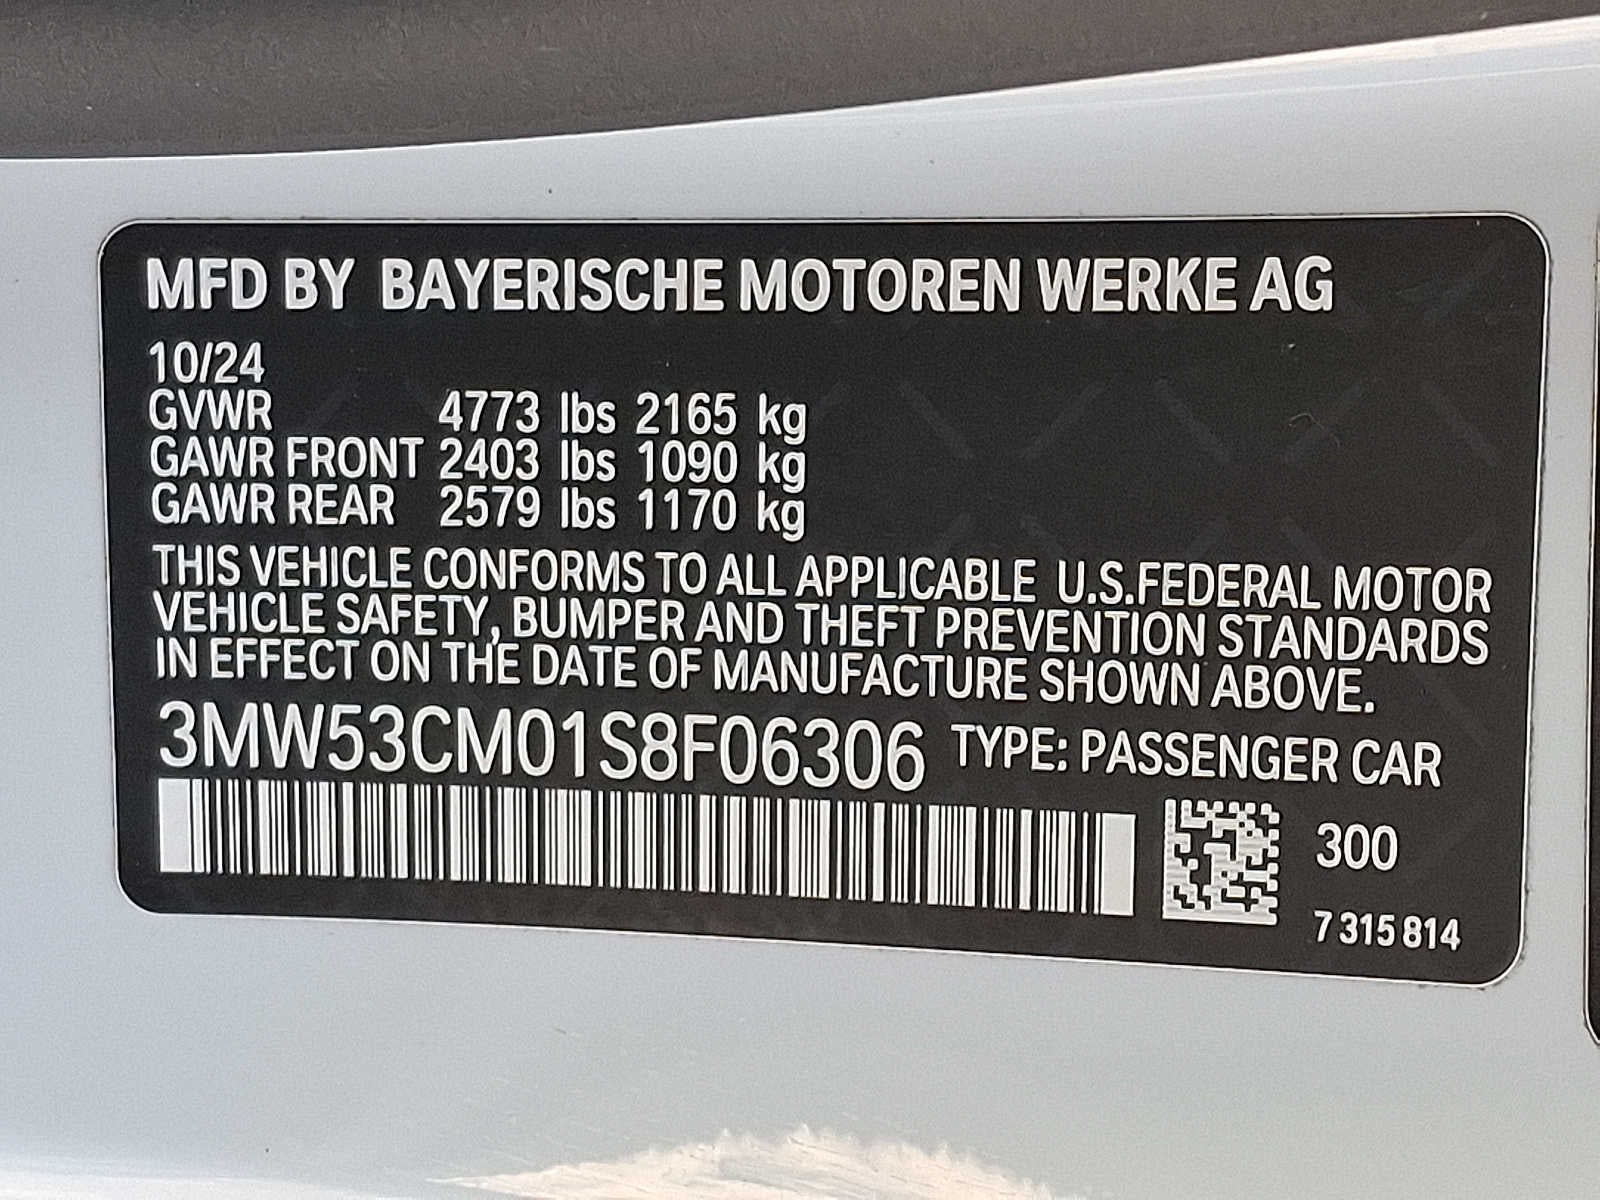 MFD BY BAYERISCHE MOTOREN WERKE AG
10/24
GVWR 4773 lbs 2165 kg
GAWR FRONT 2403 lbs 1090 kg
GAWR REAR 2579 lbs 1170 kg
THIS VEHICLE CONFORMS TO ALL APPLICABLE U.S.FEDERAL MOTOR
VEHICLE SAFETY, BUMPER AND THEFT PREVENTION STANDARDS
IN EFFECT ON THE DATE OF MANUFACTURE SHOWN ABOVE.
3MW53CM01S8F06306 TYPE: PASSENGER CAR
300
7 315 814